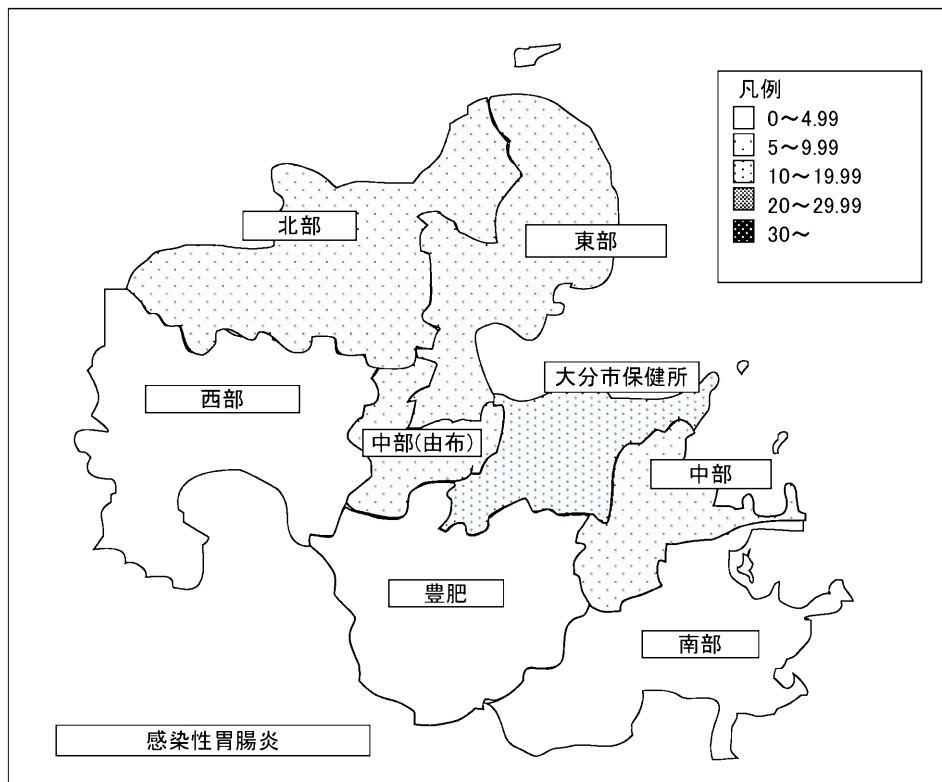 凡例
0～4.99
5～9.99
10～19.99
20～29.99
30～
北部
東部
西部
大分市保健所
中部(由布)
中部
豊肥
南部
感染性胃腸炎